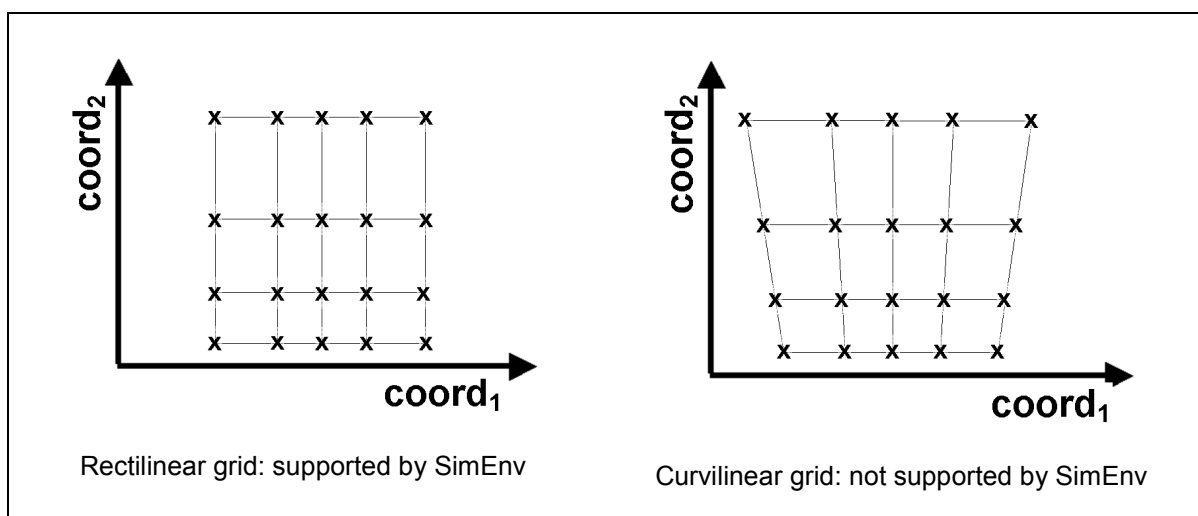 coord₂
coord₁
Rectilinear grid: supported by SimEnv
coord₂
coord₁
Curvilinear grid: not supported by SimEnv